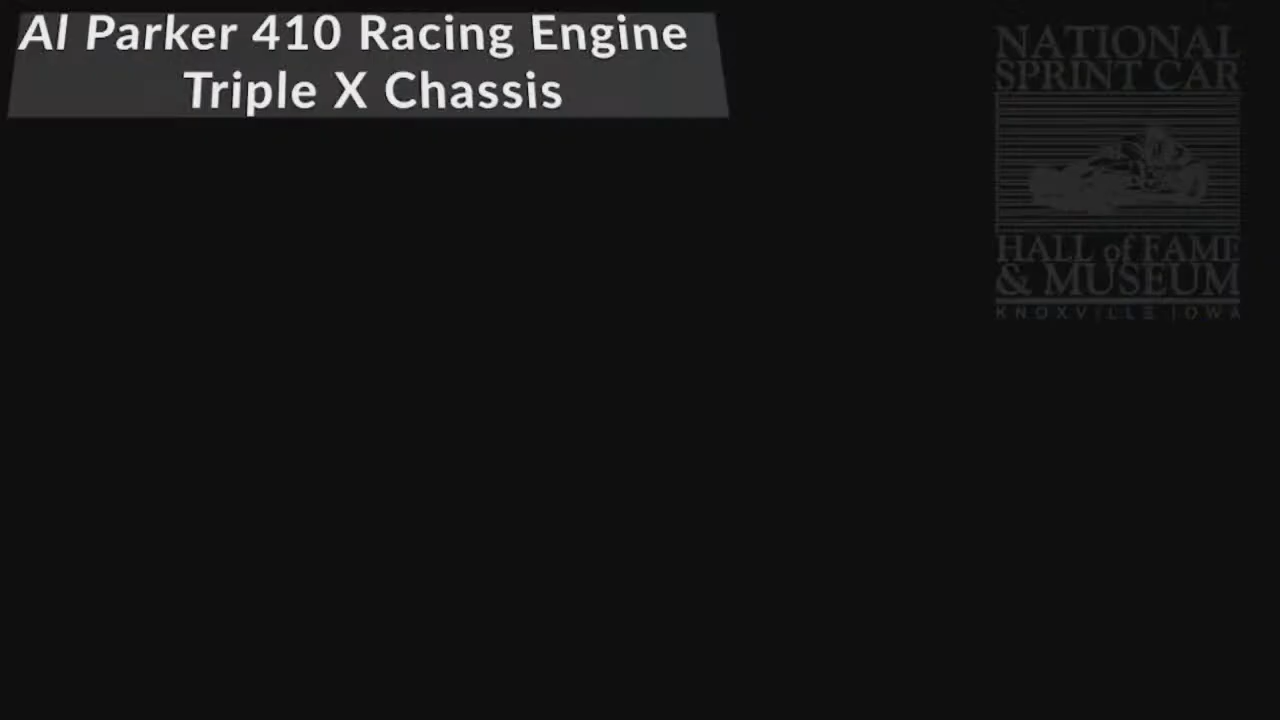 Al Parker 410 Racing Engine
Triple X Chassis
NATIONAL
SPRINT CAR
HALL of FAME
& MUSEUM
KNOXVILLE IOWA